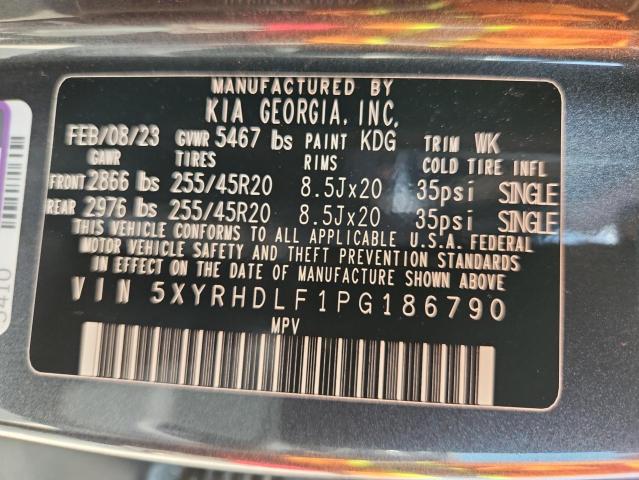 MANUFACTURED BY
KIA GEORGIA, INC.
FEB/08/23 GVWR 5467 lbs PAINT KDG TRIM WK
GAWR TIRES RIMS COLD TIRE INFL
FRONT 2866 lbs 255/45R20 8.5Jx20 35psi SINGLE
REAR 2976 lbs 255/45R20 8.5Jx20 35psi SINGLE
THIS VEHICLE CONFORMS TO ALL APPLICABLE U.S.A. FEDERAL
MOTOR VEHICLE SAFETY AND THEFT PREVENTION STANDARDS
IN EFFECT ON THE DATE OF MANUFACTURE SHOWN ABOVE.
VIN 5XYRHDLF1PG186790
MPV
5410